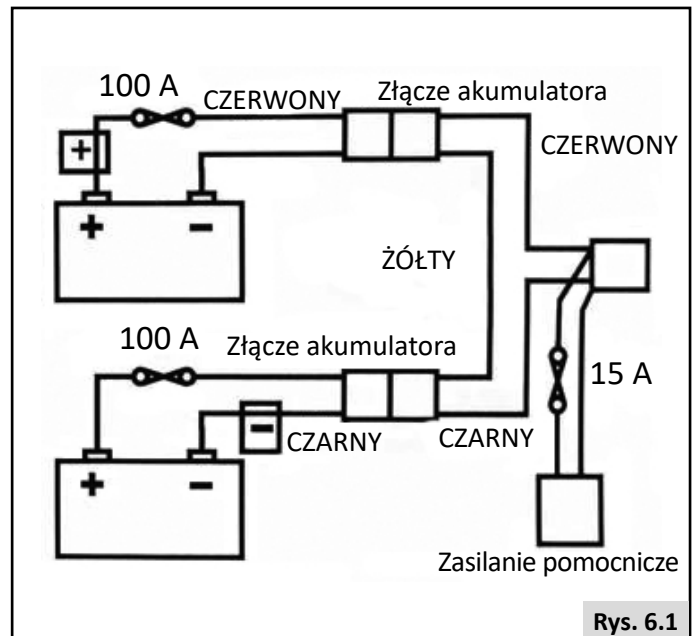 100 A
CZERWONY
Złącze akumulatora
CZERWONY
+
+ -
ŻÓŁTY
100 A
Złącze akumulatora
15 A
-
CZARNY
CZARNY
+ -
Zasilanie pomocnicze
Rys. 6.1